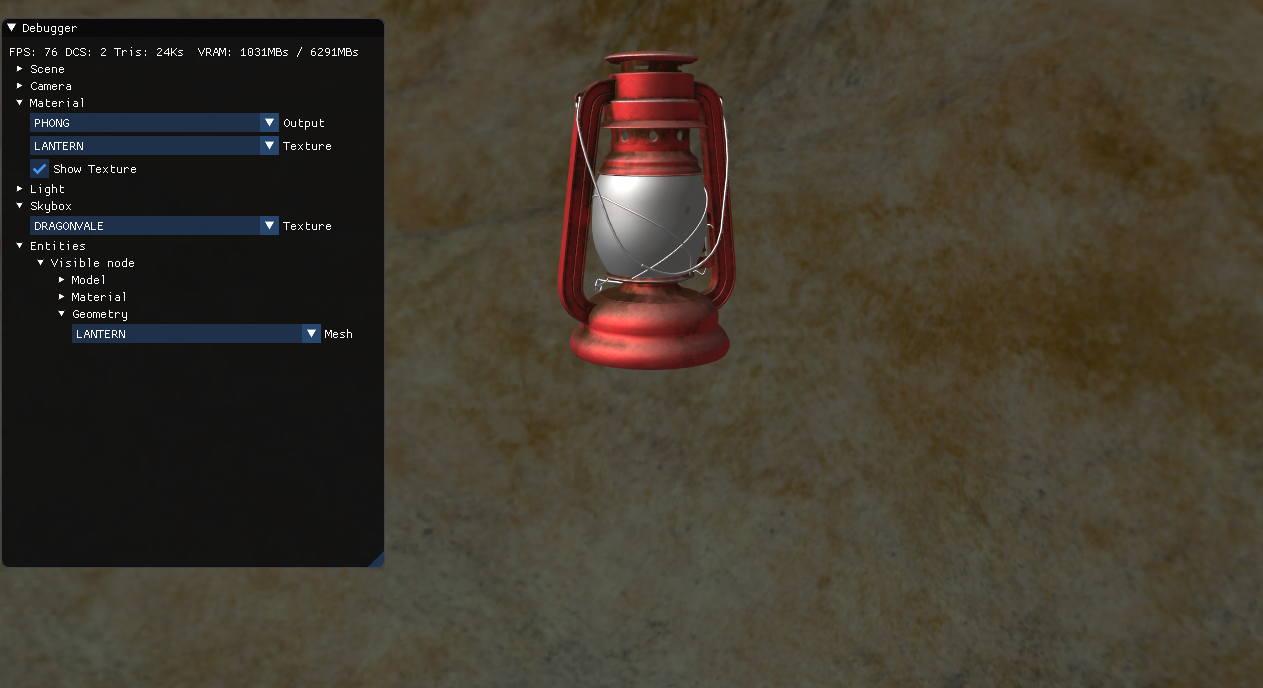 Debugger
FPS: 76 DCS: 2 Tris: 24Ks  VRAM: 1031MBs / 6291MBs
Scene
Camera
Material
PHONG Output
LANTERN Texture
Show Texture
Light
Skybox
DRAGONVALE Texture
Entities
Visible node
Model
Material
Geometry
LANTERN Mesh